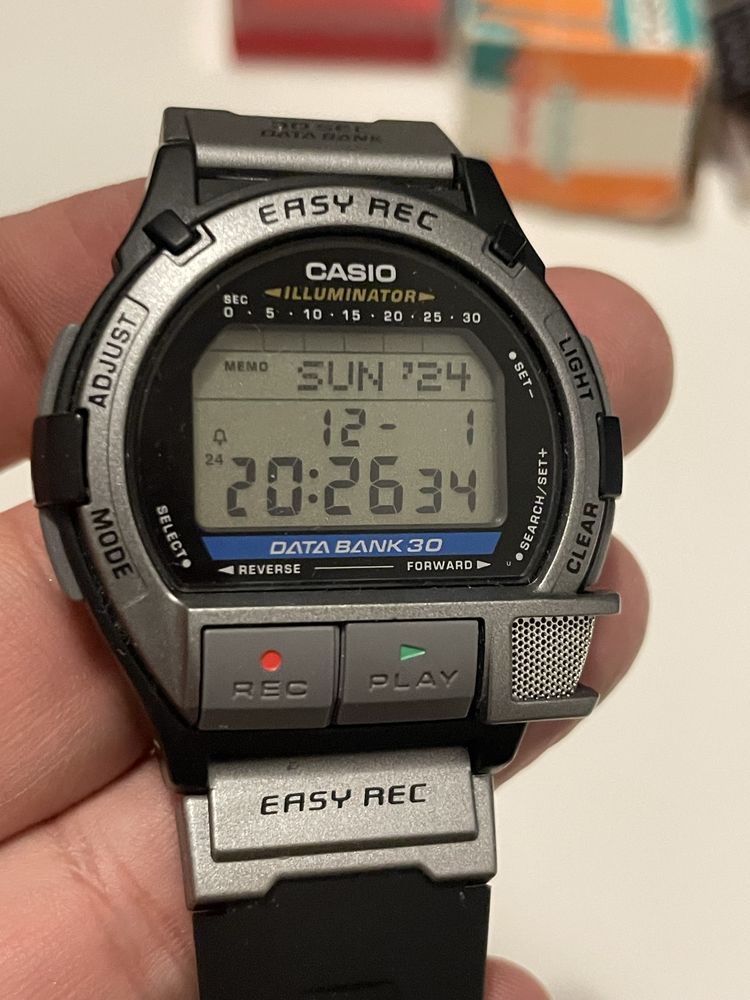 30 SEC
DATA BANK
EASY REC
CASIO
ILLUMINATOR
SEC
0 · 5 · 10 · 15 · 20 · 25 · 30
ADJUST
LIGHT
SET−
MEMO SUN '24
12- 1
24 20:26 34
MODE
SELECT
SEARCH/SET+
CLEAR
DATA BANK 30
REVERSE FORWARD
U
REC PLAY
EASY REC